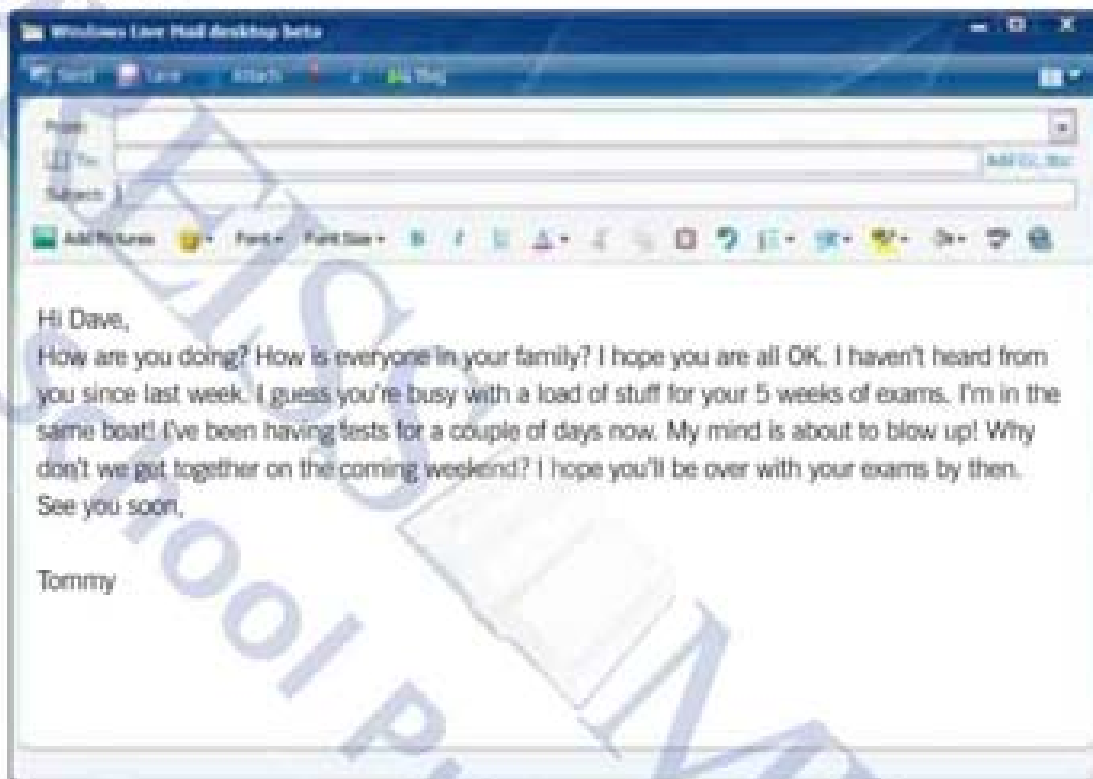 Windows Live Mail desktop beta
Send Save Attach
From:
To: Add Cc, Bcc
Subject:
Add Pictures Font Font Size B I U A
Hi Dave,
How are you doing? How is everyone in your family? I hope you are all OK. I haven't heard from
you since last week. I guess you're busy with a load of stuff for your 5 weeks of exams. I'm in the
same boat! I've been having tests for a couple of days now. My mind is about to blow up! Why
don't we get together on the coming weekend? I hope you'll be over with your exams by then.
See you soon,
Tommy